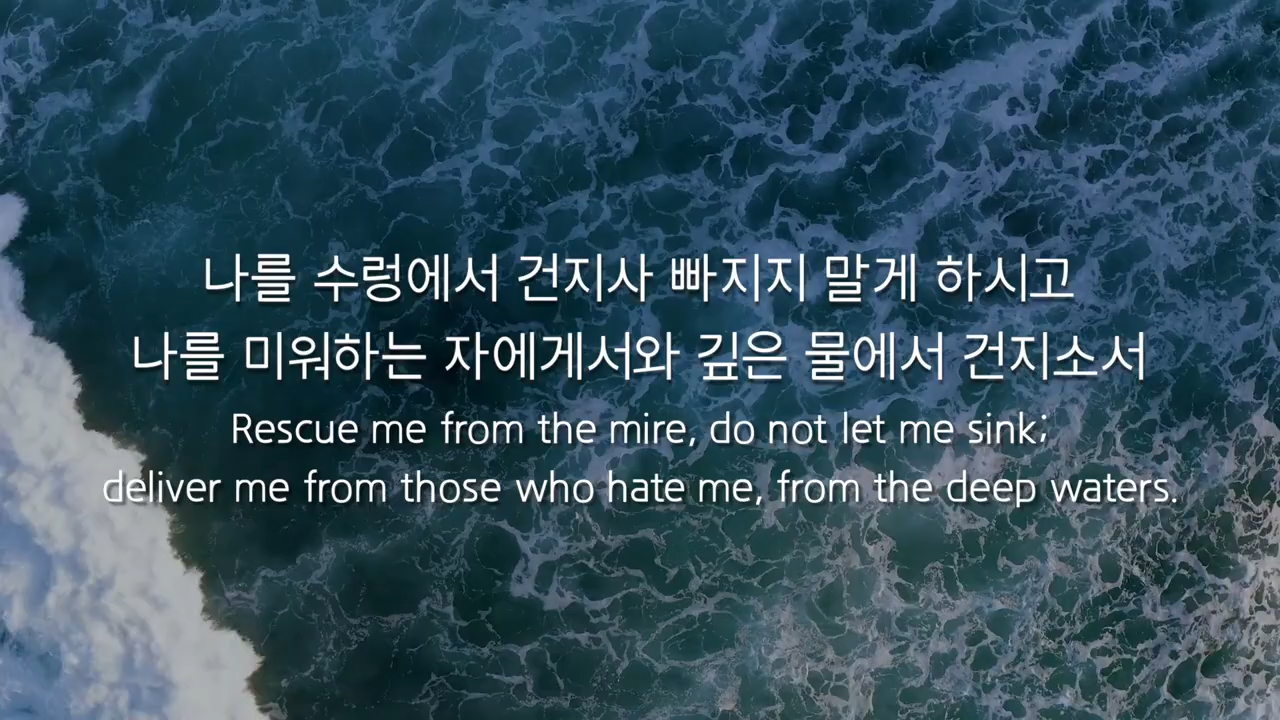 나를 수렁에서 건지사 빠지지 말게 하시고
나를 미워하는 자에게서와 깊은 물에서 건지소서
Rescue me from the mire, do not let me sink;
deliver me from those who hate me, from the deep waters.